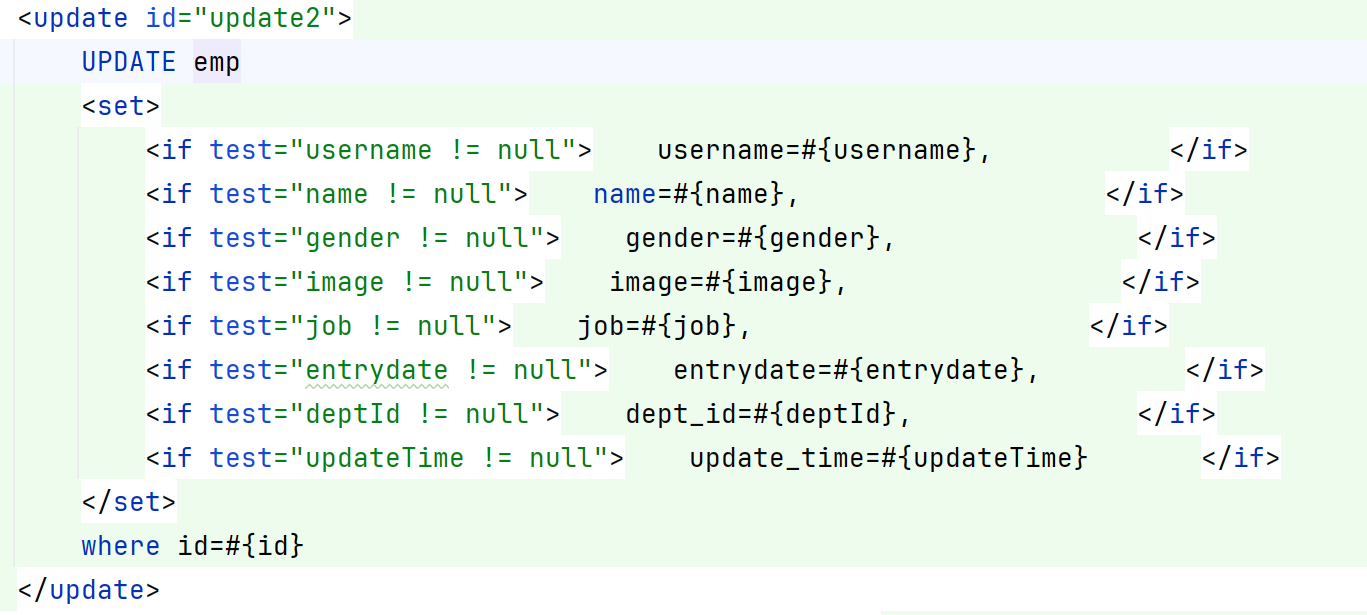 <update id="update2">
    UPDATE emp
    <set>
        <if test="username != null">    username=#{username},           </if>
        <if test="name != null">    name=#{name},                   </if>
        <if test="gender != null">    gender=#{gender},               </if>
        <if test="image != null">    image=#{image},                 </if>
        <if test="job != null">    job=#{job},                     </if>
        <if test="entrydate != null">    entrydate=#{entrydate},         </if>
        <if test="deptId != null">    dept_id=#{deptId},              </if>
        <if test="updateTime != null">    update_time=#{updateTime}       </if>
    </set>
    where id=#{id}
</update>